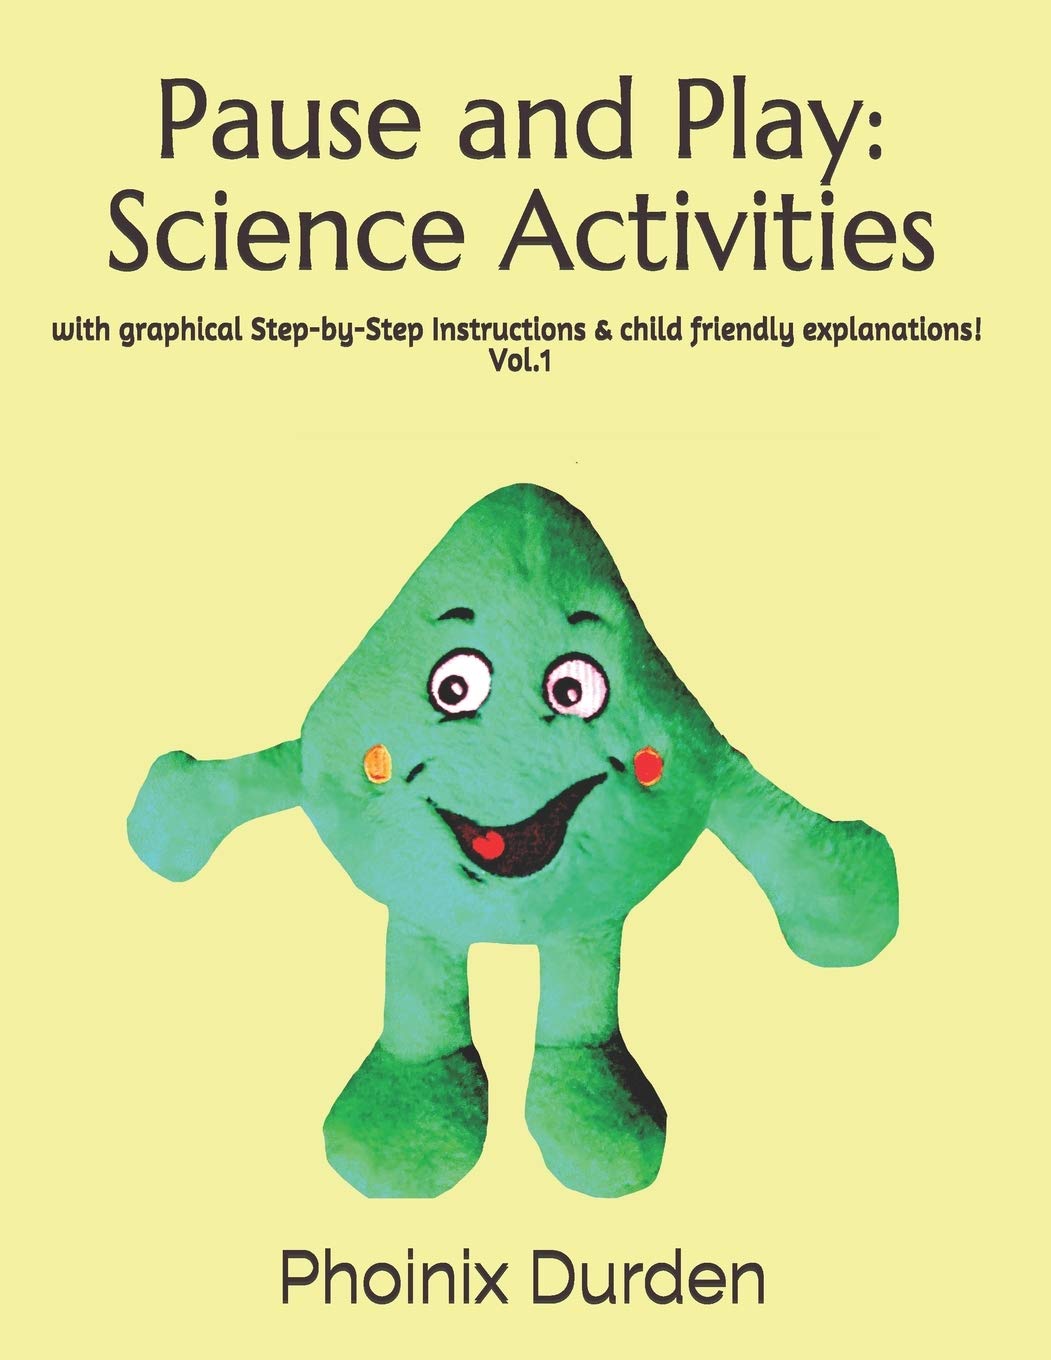 Pause and Play:
Science Activities
with graphical Step-by-Step Instructions & child friendly explanations!
Vol.1
Phoinix Durden